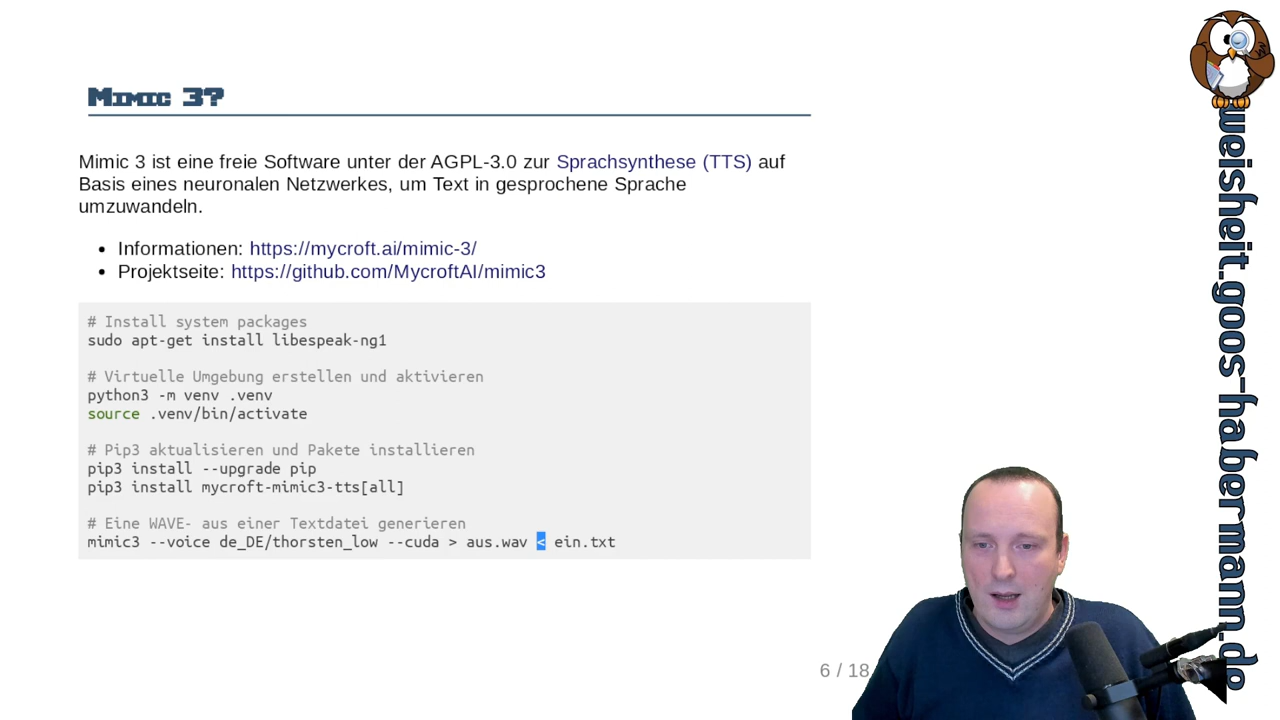 Mimic 3?
Mimic 3 ist eine freie Software unter der AGPL-3.0 zur Sprachsynthese (TTS) auf
Basis eines neuronalen Netzwerkes, um Text in gesprochene Sprache
umzuwandeln.
• Informationen: https://mycroft.ai/mimic-3/
• Projektseite: https://github.com/MycroftAI/mimic3
# Install system packages
sudo apt-get install libespeak-ng1
# Virtuelle Umgebung erstellen und aktivieren
python3 -m venv .venv
source .venv/bin/activate
# Pip3 aktualisieren und Pakete installieren
pip3 install --upgrade pip
pip3 install mycroft-mimic3-tts[all]
# Eine WAVE- aus einer Textdatei generieren
mimic3 --voice de_DE/thorsten_low --cuda > aus.wav < ein.txt
6 / 18
weisheit.goos-habermann.de